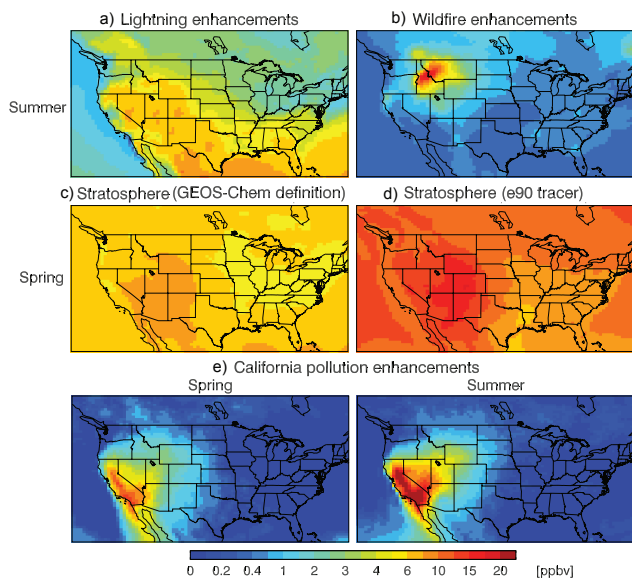 a) Lightning enhancements
b) Wildfire enhancements
Summer
c) Stratosphere (GEOS-Chem definition)
d) Stratosphere (e90 tracer)
Spring
e) California pollution enhancements
Spring
Summer
0 0.2 0.4 1 2 3 4 6 10 15 20 [ppbv]